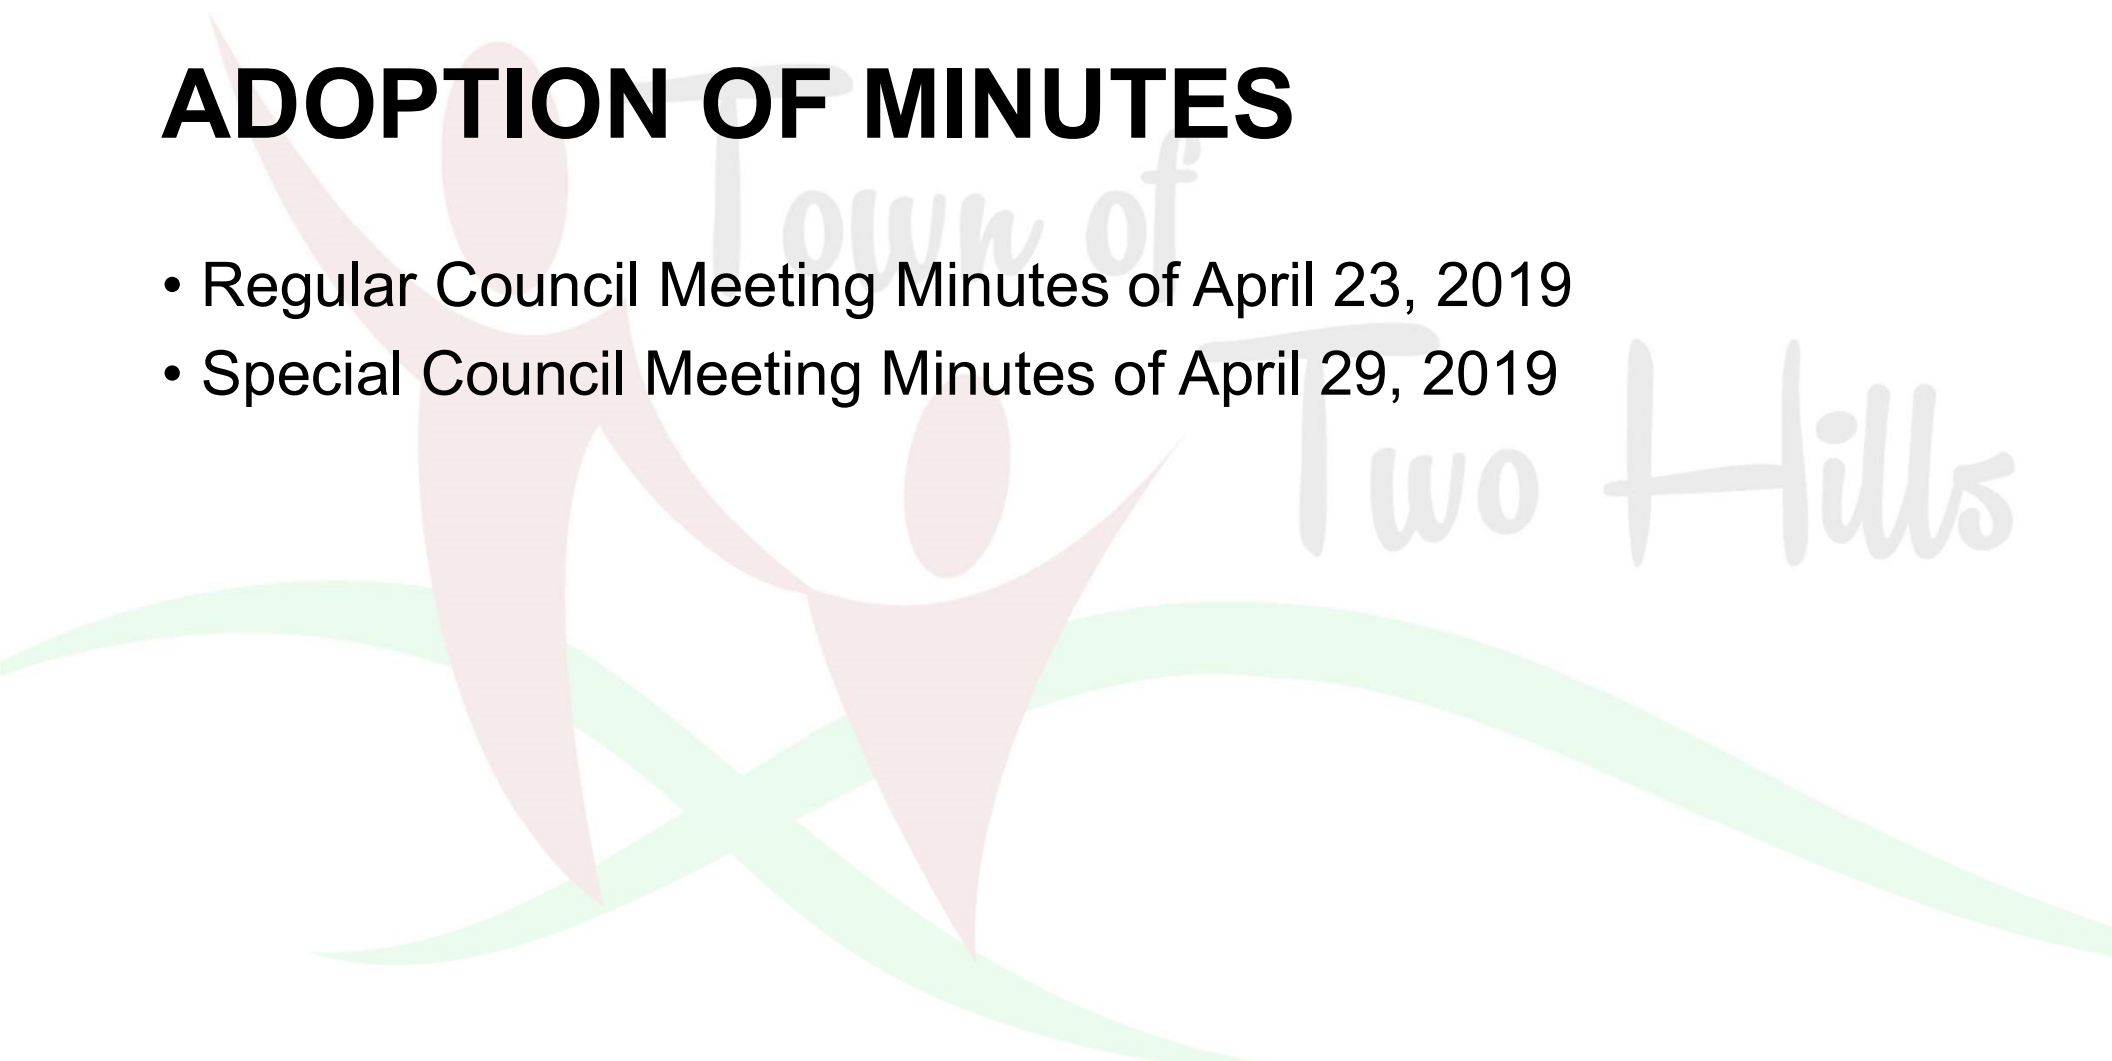 ADOPTION OF MINUTES
Town of
• Regular Council Meeting Minutes of April 23, 2019
• Special Council Meeting Minutes of April 29, 2019
Two Hills